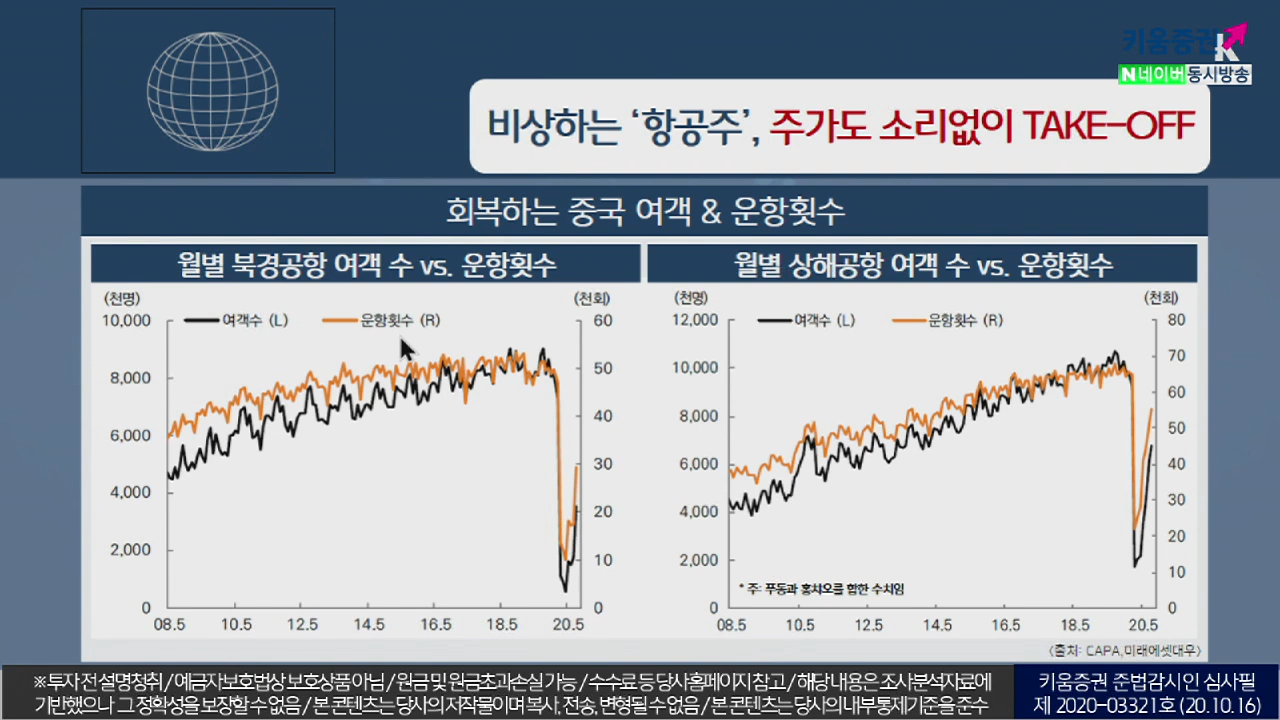 키움증권
N 네이버 동시방송
비상하는 ‘항공주’, 주가도 소리없이 TAKE-OFF
회복하는 중국 여객 & 운항횟수
월별 북경공항 여객 수 vs. 운항횟수
(천명)
(천회)
여객수 (L)
운항횟수 (R)
10,000
8,000
6,000
4,000
2,000
0
60
50
40
30
20
10
0
08.5 10.5 12.5 14.5 16.5 18.5 20.5
월별 상해공항 여객 수 vs. 운항횟수
(천명)
(천회)
여객수 (L)
운항횟수 (R)
12,000
10,000
8,000
6,000
4,000
2,000
0
80
70
60
50
40
30
20
10
0
* 주: 푸동과 홍챠오를 합한 수치임
08.5 10.5 12.5 14.5 16.5 18.5 20.5
<출처: CAPA,미래에셋대우>
※ 투자 전 설명청취 / 예금자보호법상 보호상품 아님 / 원금 및 원금초과손실 가능 / 수수료 등 당사홈페이지 참고 / 해당 내용은 조사분석자료에
기반했으나 그 정확성을 보장할 수 없음 / 본 콘텐츠는 당사의 저작물이며 복사, 전송, 변형될 수 없음 / 본 콘텐츠는 당사의 내부통제기준을 준수
키움증권 준법감시인 심사필
제 2020-03321호 (20.10.16)